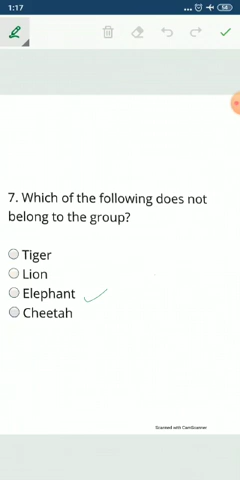 1:17
58
7. Which of the following does not
belong to the group?
Tiger
Lion
Elephant
Cheetah
Scanned with CamScanner